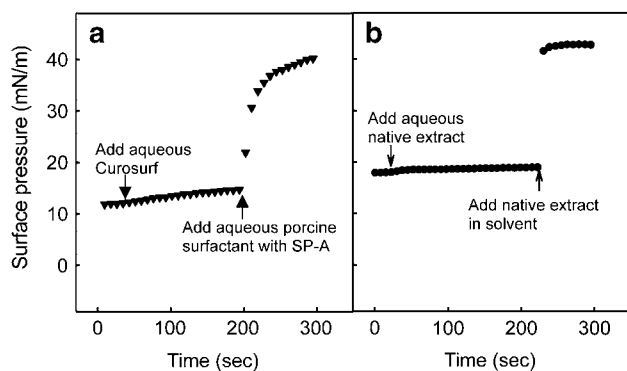 a
b
Surface pressure (mN/m)
40
30
20
10
0
Add aqueous
Curosurf
Add aqueous porcine
surfactant with SP-A
Add aqueous
native extract
Add native extract
in solvent
0 100 200 300
0 100 200 300
Time (sec)
Time (sec)